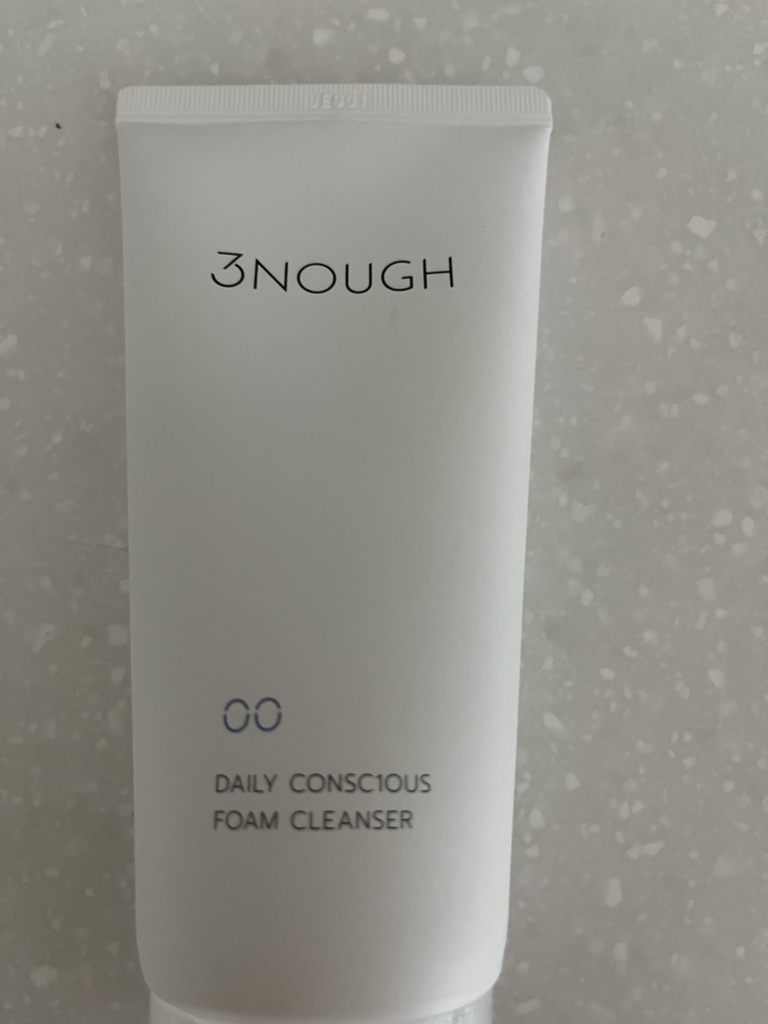 3NOUGH
00
DAILY CONSC1OUS
FOAM CLEANSER